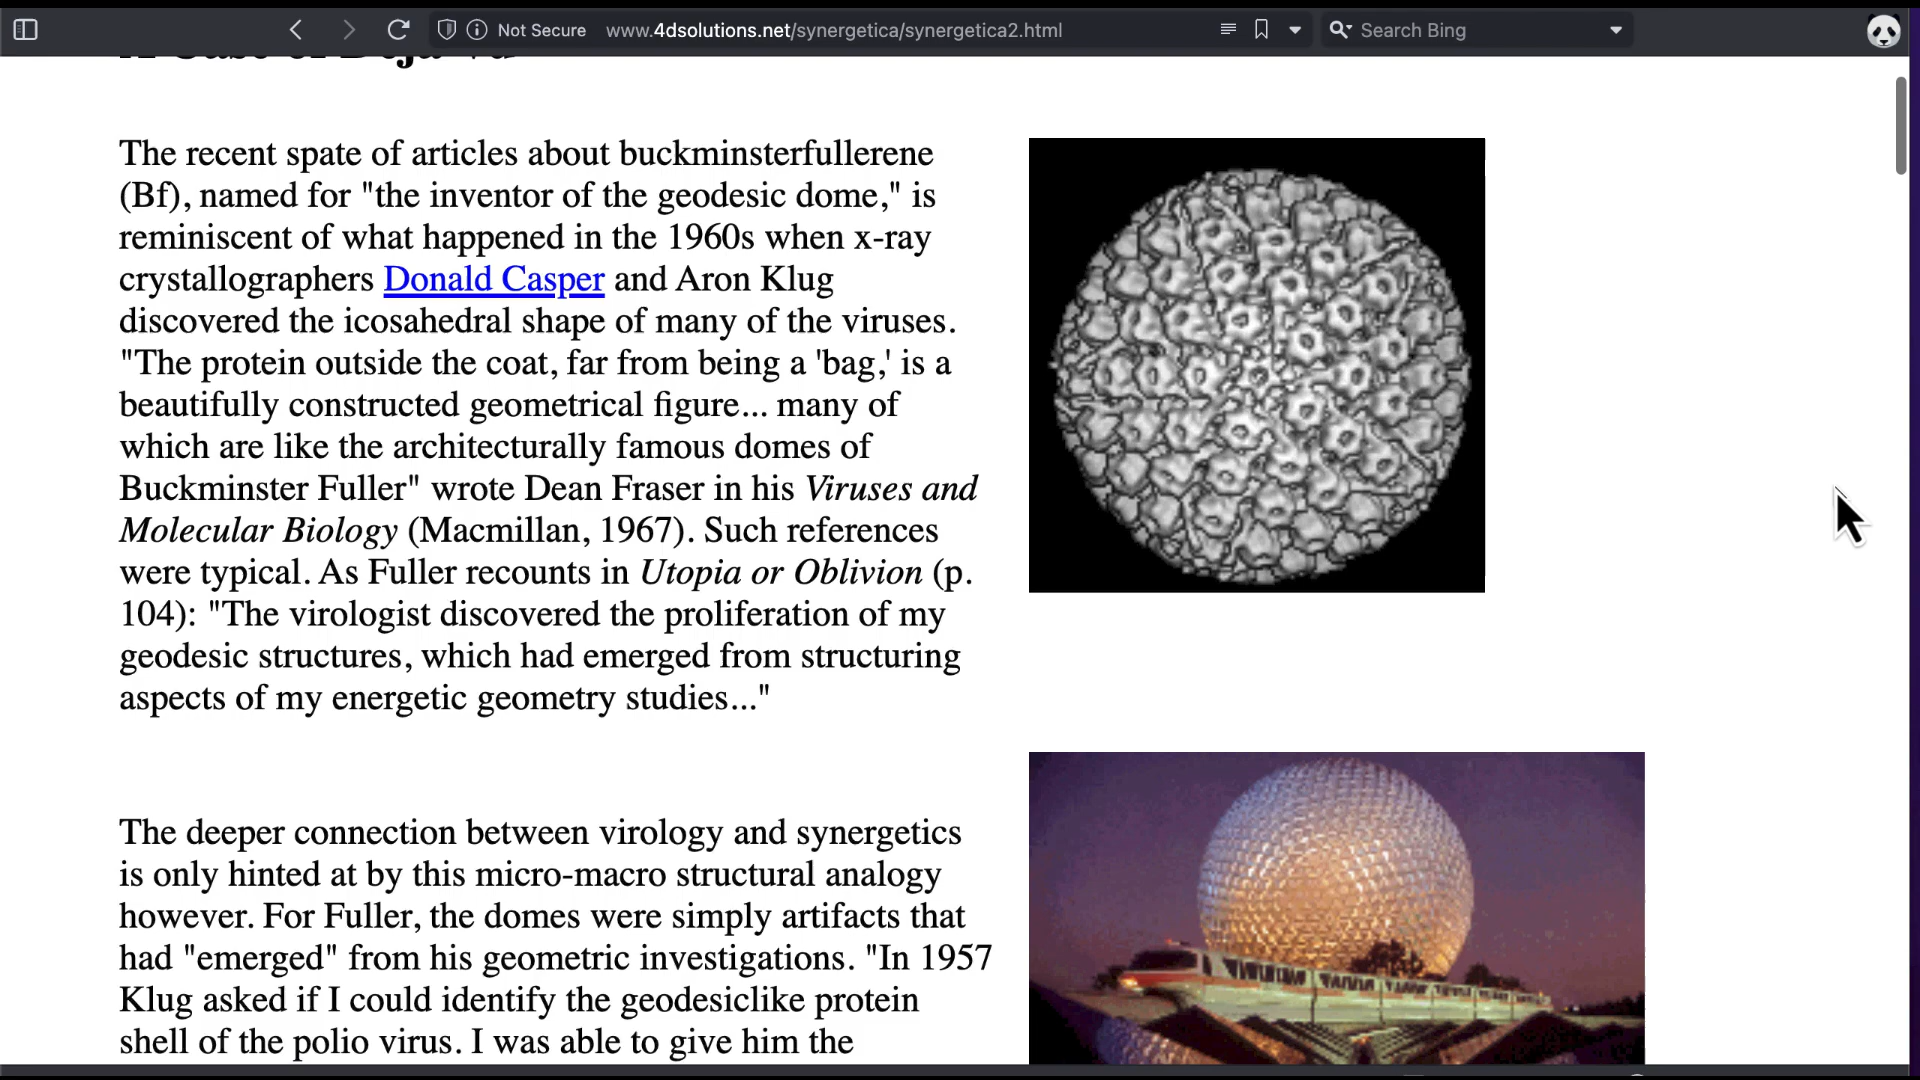 Not Secure www.4dsolutions.net/synergetica/synergetica2.html Search Bing
A Case of Deja Vu
The recent spate of articles about buckminsterfullerene
(Bf), named for "the inventor of the geodesic dome," is
reminiscent of what happened in the 1960s when x-ray
crystallographers Donald Casper and Aron Klug
discovered the icosahedral shape of many of the viruses.
"The protein outside the coat, far from being a 'bag,' is a
beautifully constructed geometrical figure... many of
which are like the architecturally famous domes of
Buckminster Fuller" wrote Dean Fraser in his Viruses and
Molecular Biology (Macmillan, 1967). Such references
were typical. As Fuller recounts in Utopia or Oblivion (p.
104): "The virologist discovered the proliferation of my
geodesic structures, which had emerged from structuring
aspects of my energetic geometry studies..."
The deeper connection between virology and synergetics
is only hinted at by this micro-macro structural analogy
however. For Fuller, the domes were simply artifacts that
had "emerged" from his geometric investigations. "In 1957
Klug asked if I could identify the geodesiclike protein
shell of the polio virus. I was able to give him the